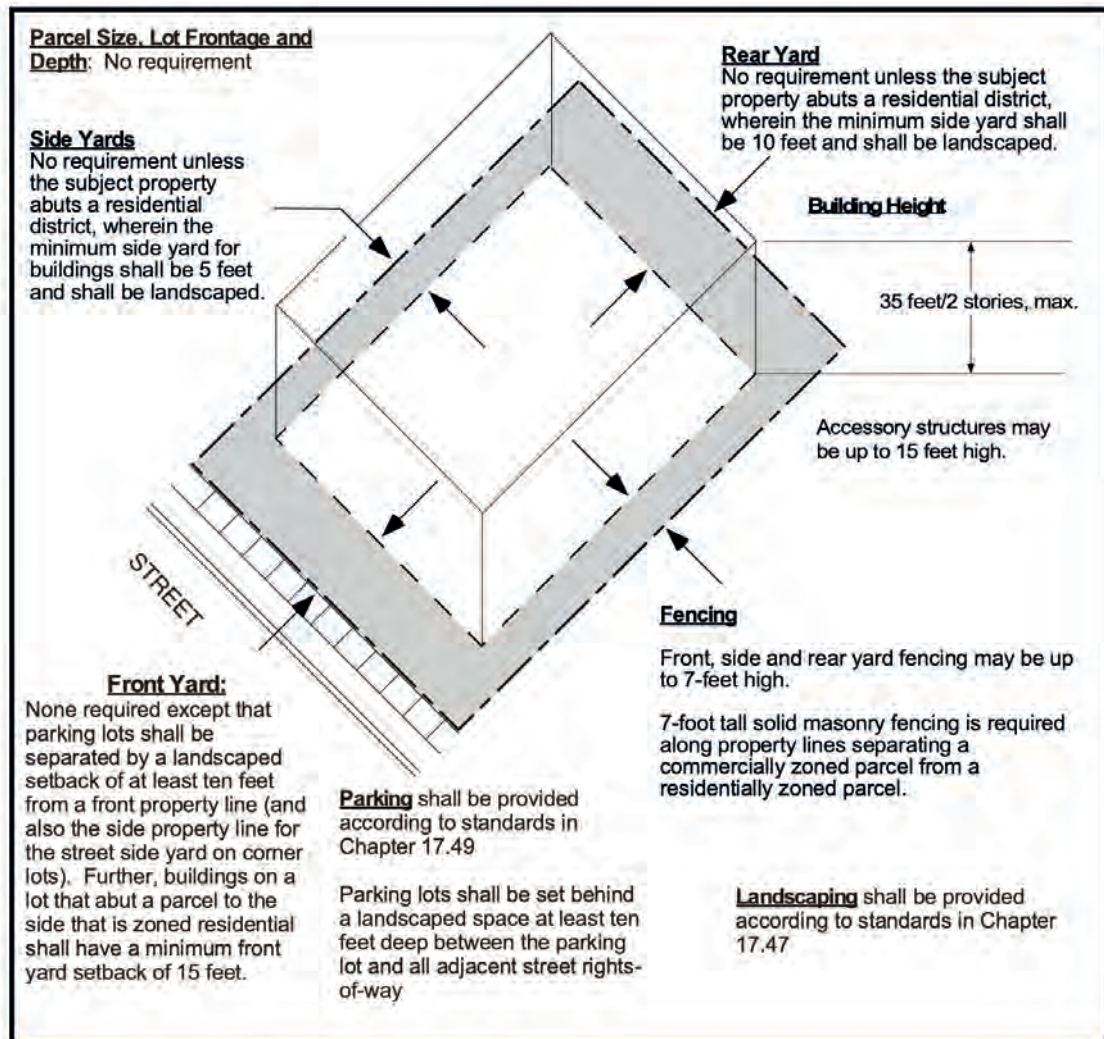 Parcel Size, Lot Frontage and
Depth: No requirement
Side Yards
No requirement unless
the subject property
abuts a residential
district, wherein the
minimum side yard for
buildings shall be 5 feet
and shall be landscaped.
Rear Yard
No requirement unless the subject
property abuts a residential district,
wherein the minimum side yard shall
be 10 feet and shall be landscaped.
Building Height
35 feet/2 stories, max.
Accessory structures may
be up to 15 feet high.
STREET
Fencing
Front, side and rear yard fencing may be up
to 7-feet high.
7-foot tall solid masonry fencing is required
along property lines separating a
commercially zoned parcel from a
residentially zoned parcel.
Front Yard:
None required except that
parking lots shall be
separated by a landscaped
setback of at least ten feet
from a front property line (and
also the side property line for
the street side yard on corner
lots). Further, buildings on a
lot that abut a parcel to the
side that is zoned residential
shall have a minimum front
yard setback of 15 feet.
Parking shall be provided
according to standards in
Chapter 17.49
Parking lots shall be set behind
a landscaped space at least ten
feet deep between the parking
lot and all adjacent street rights-
of-way
Landscaping shall be provided
according to standards in Chapter
17.47